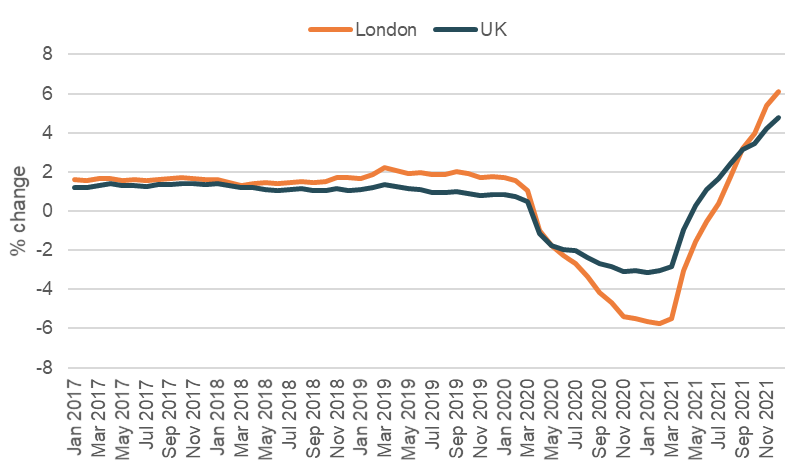 London UK
% change
8
6
4
2
0
-2
-4
-6
-8
Jan 2017
Mar 2017
May 2017
Jul 2017
Sep 2017
Nov 2017
Jan 2018
Mar 2018
May 2018
Jul 2018
Sep 2018
Nov 2018
Jan 2019
Mar 2019
May 2019
Jul 2019
Sep 2019
Nov 2019
Jan 2020
Mar 2020
May 2020
Jul 2020
Sep 2020
Nov 2020
Jan 2021
Mar 2021
May 2021
Jul 2021
Sep 2021
Nov 2021